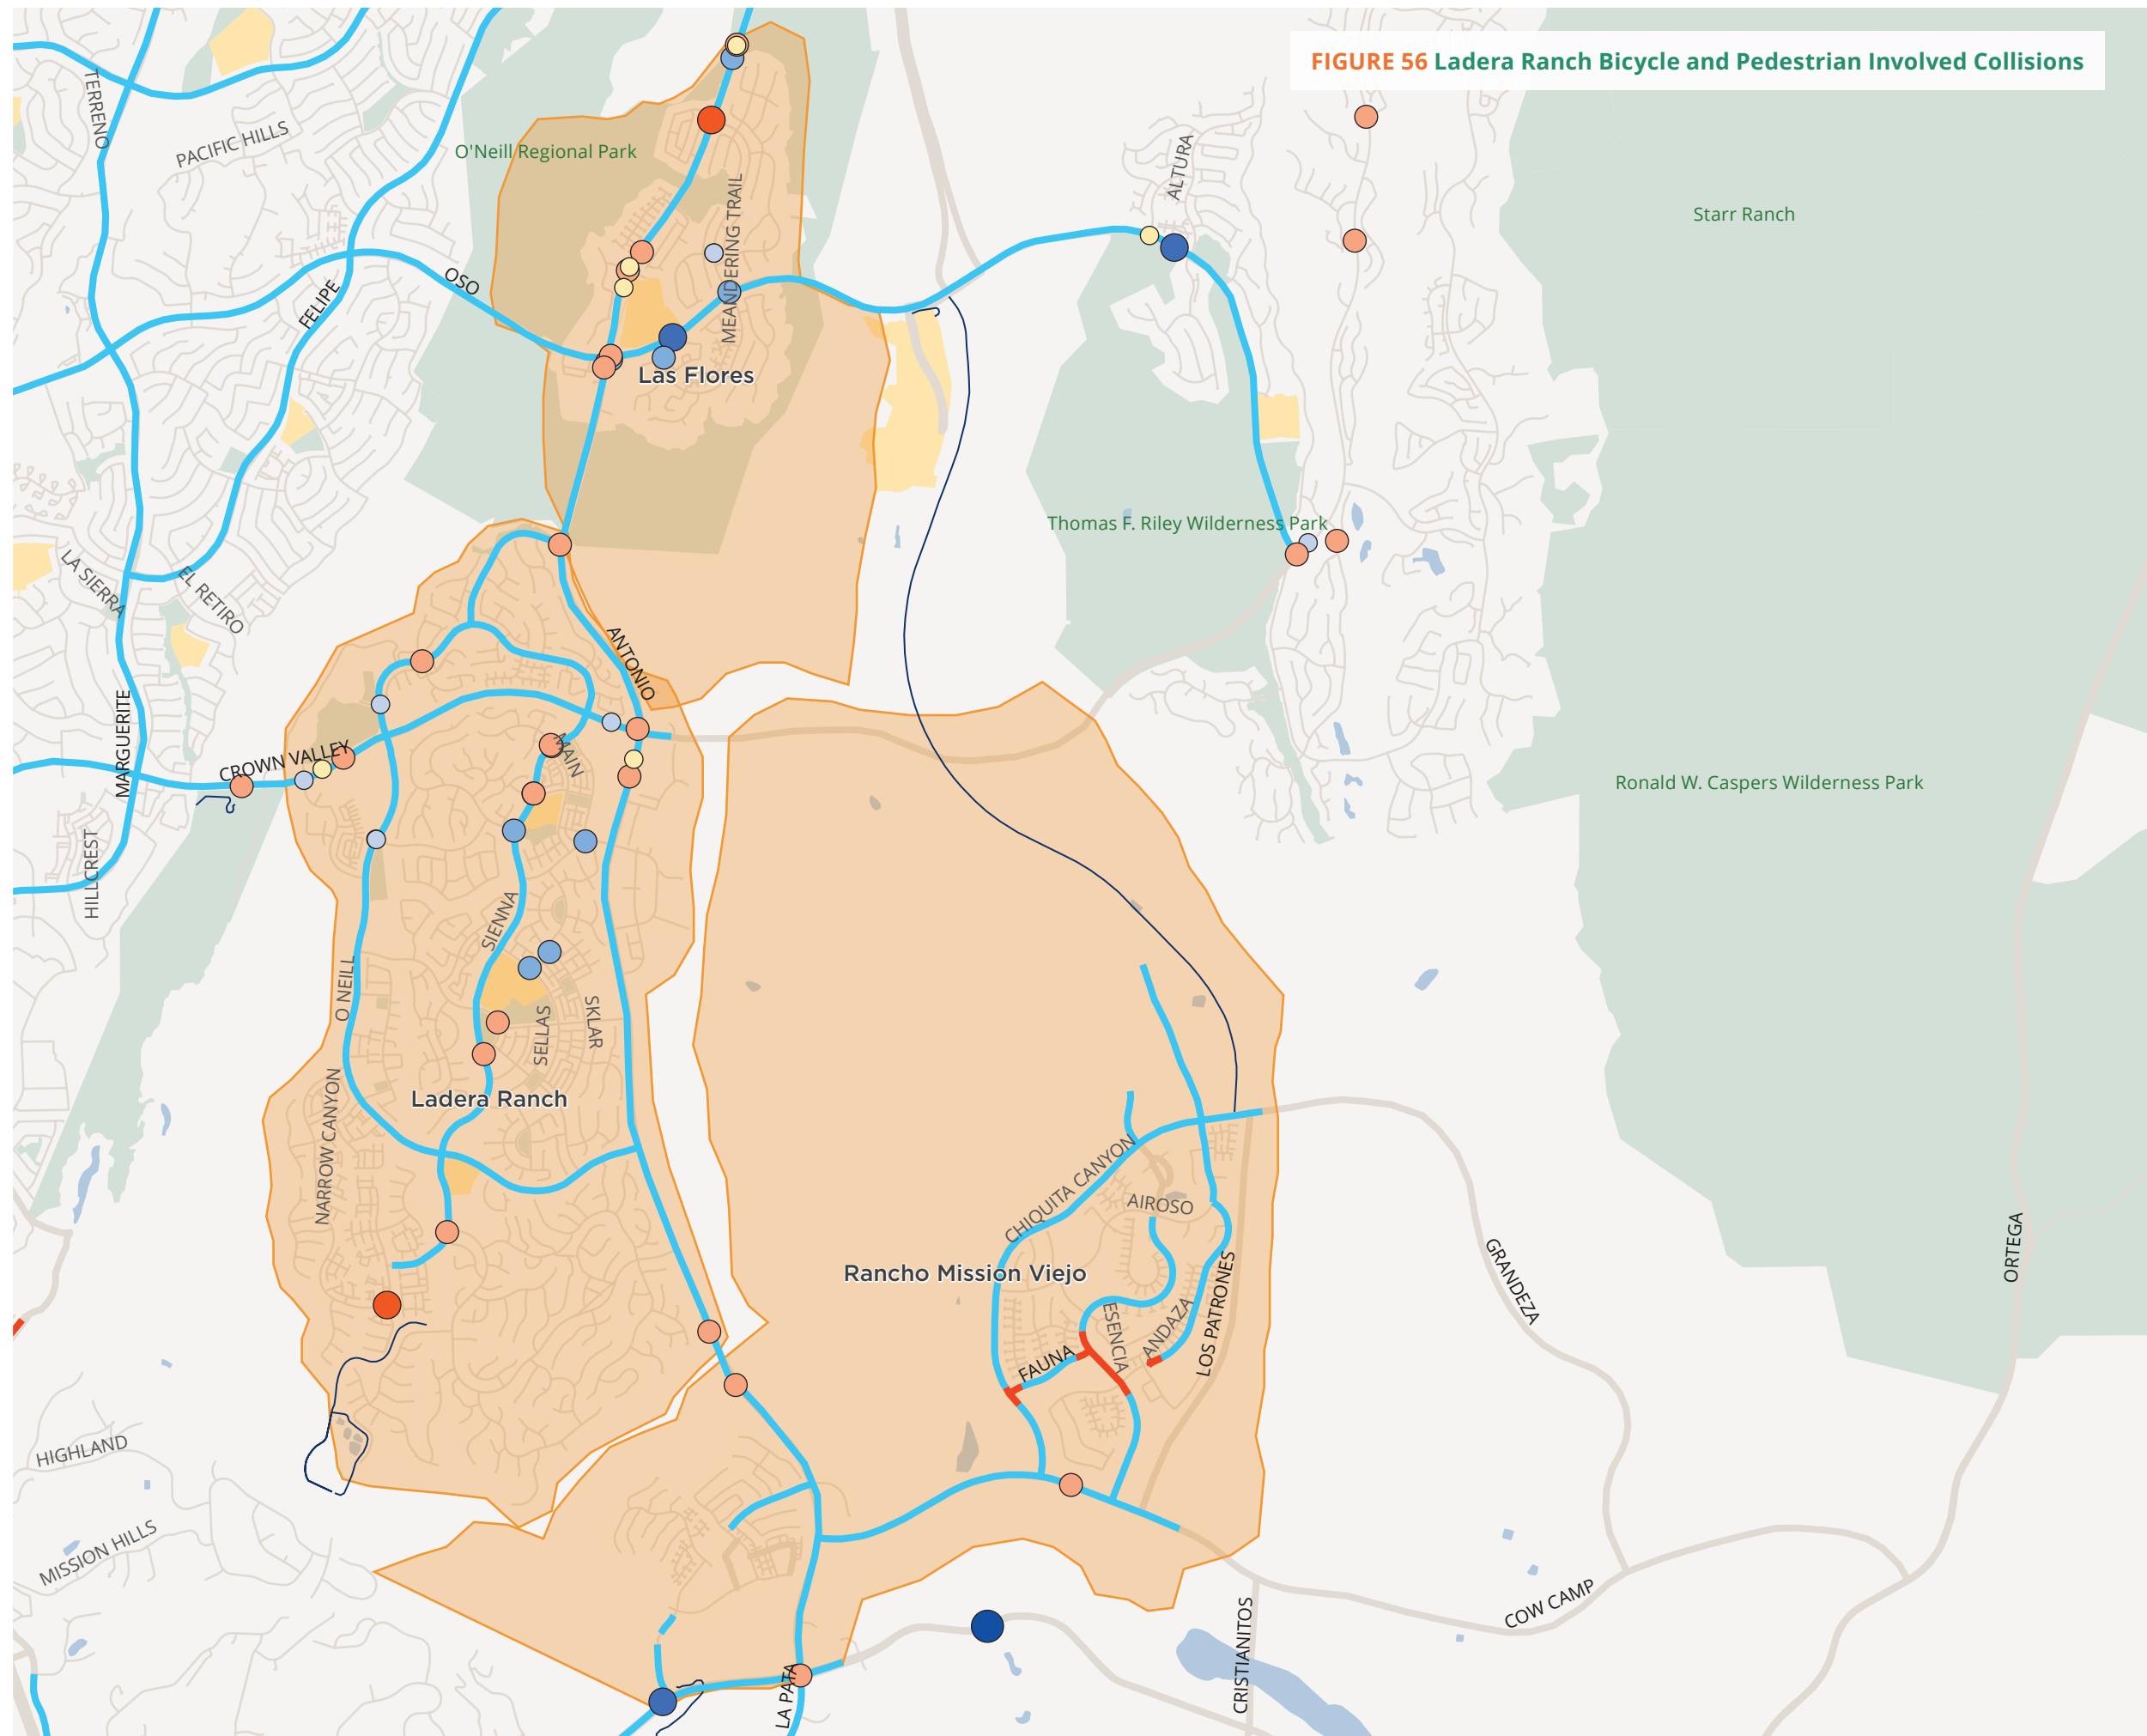 FIGURE 56 Ladera Ranch Bicycle and Pedestrian Involved Collisions
TERRENO
PACIFIC HILLS
O'Neill Regional Park
ALTURA
MEANDERING TRAIL
Starr Ranch
OSO
FELIPE
Las Flores
Thomas F. Riley Wilderness Park
LA SIERRA
EL RETIRO
ANTONIO
MARGUERITE
CROWN VALLEY
MAIN
Ronald W. Caspers Wilderness Park
HILLCREST
SIENNA
O NEILL
SELLAS
SKLAR
Ladera Ranch
NARROW CANYON
CHIQUITA CANYON
AIROSO
Rancho Mission Viejo
GRANDEZA
ORTEGA
LOS PATRONES
ESENCIA
ANDAZA
FAUNA
HIGHLAND
MISSION HILLS
COW CAMP
CRISTIANITOS
LA PATA